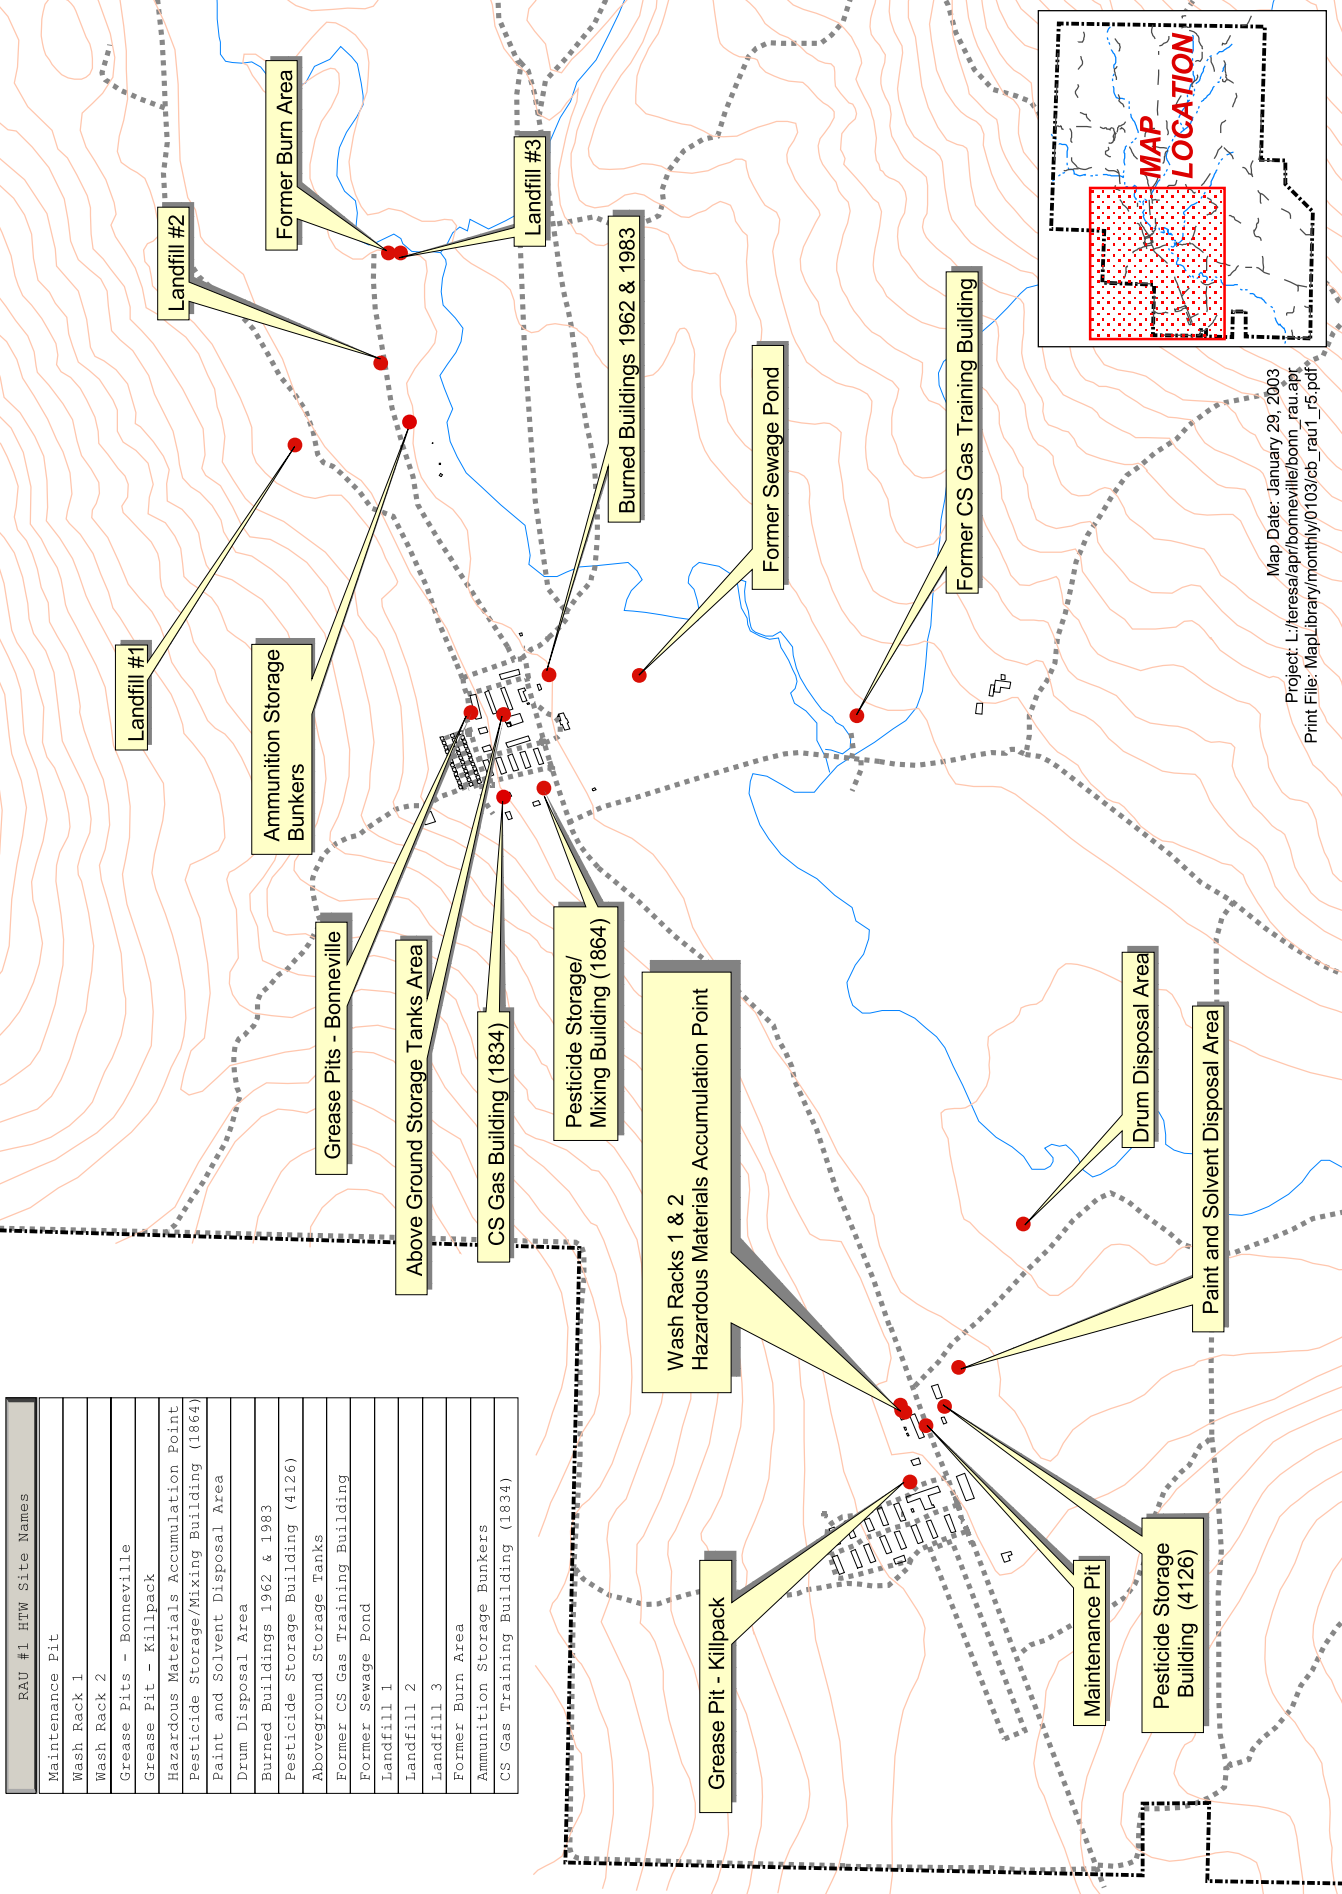 RAU #1 HTW Site Names
Maintenance Pit
Wash Rack 1
Wash Rack 2
Grease Pits - Bonneville
Grease Pit - Killpack
Hazardous Materials Accumulation Point
Pesticide Storage/Mixing Building (1864)
Paint and Solvent Disposal Area
Drum Disposal Area
Burned Buildings 1962 & 1983
Pesticide Storage Building (4126)
Aboveground Storage Tanks
Former CS Gas Training Building
Former Sewage Pond
Landfill 1
Landfill 2
Landfill 3
Former Burn Area
Ammunition Storage Bunkers
CS Gas Training Building (1834)
Landfill #1
Landfill #2
Former Burn Area
Landfill #3
Ammunition Storage
Bunkers
Burned Buildings 1962 & 1983
Former Sewage Pond
Former CS Gas Training Building
Grease Pits - Bonneville
Above Ground Storage Tanks Area
CS Gas Building (1834)
Pesticide Storage/
Mixing Building (1864)
Wash Racks 1 & 2
Hazardous Materials Accumulation Point
Drum Disposal Area
Paint and Solvent Disposal Area
Grease Pit - Killpack
Maintenance Pit
Pesticide Storage
Building (4126)
MAP
LOCATION
Map Date: January 29, 2003
Project: L:/teresa/apr/bonneville/bonn_rau.apr
Print File: MapLibrary/monthly/0103/cb_rau1_r5.pdf